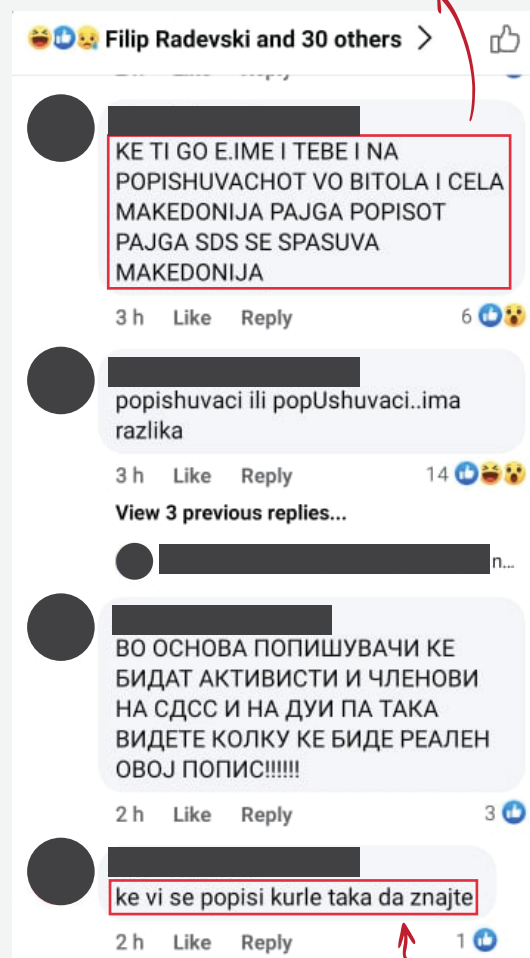 Filip Radevski and 30 others >
KE TI GO E.IME I TEBE I NA
POPISHUVACHOT VO BITOLA I CELA
MAKEDONIJA PAJGA POPISOT
PAJGA SDS SE SPASUVA
MAKEDONIJA
3 h Like Reply 6
popishuvaci ili popUshuvaci..ima
razlika
3 h Like Reply 14
View 3 previous replies...
n...
ВО ОСНОВА ПОПИШУВАЧИ КЕ
БИДАТ АКТИВИСТИ И ЧЛЕНОВИ
НА СДСС И НА ДУИ ПА ТАКА
ВИДЕТЕ КОЛКУ КЕ БИДЕ РЕАЛЕН
ОВОЈ ПОПИС!!!!!!
2 h Like Reply 3
ke vi se popisi kurle taka da znajte
2 h Like Reply 1